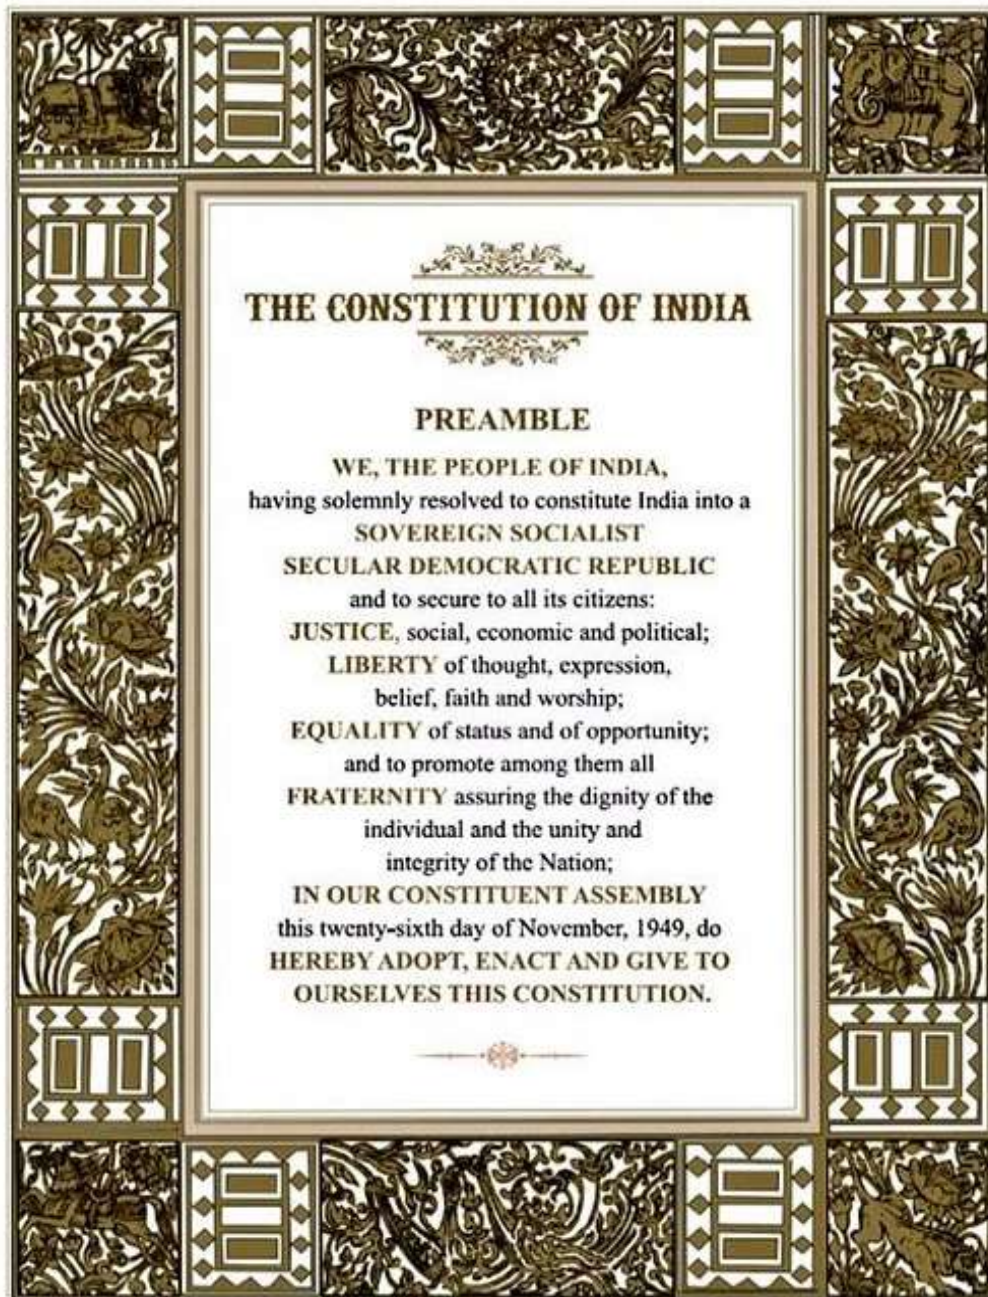 THE CONSTITUTION OF INDIA
PREAMBLE
WE, THE PEOPLE OF INDIA,
having solemnly resolved to constitute India into a
SOVEREIGN SOCIALIST
SECULAR DEMOCRATIC REPUBLIC
and to secure to all its citizens:
JUSTICE, social, economic and political;
LIBERTY of thought, expression,
belief, faith and worship;
EQUALITY of status and of opportunity;
and to promote among them all
FRATERNITY assuring the dignity of the
individual and the unity and
integrity of the Nation;
IN OUR CONSTITUENT ASSEMBLY
this twenty-sixth day of November, 1949, do
HEREBY ADOPT, ENACT AND GIVE TO
OURSELVES THIS CONSTITUTION.